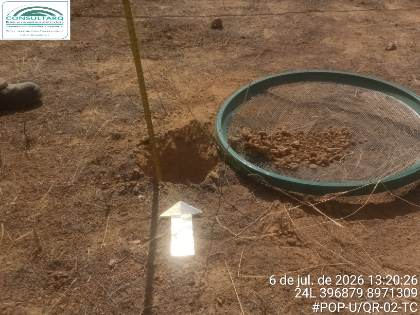 CONSULTARQ
6 de jul. de 2026 13:20:26
24L 396879 8971309
#POP-U/QR-02-TC